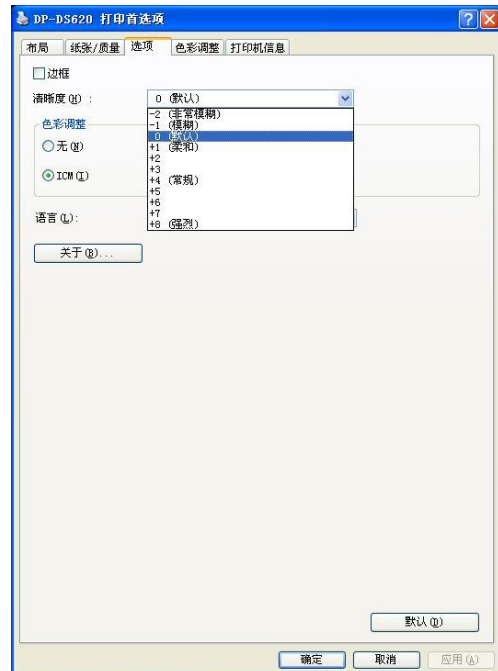 DP-DS620 打印首选项
布局 纸张/质量 选项 色彩调整 打印机信息
边框
清晰度(H) : 0 (默认)
-2 (非常模糊)
-1 (模糊)
0 (默认)
+1 (柔和)
+2
+3
+4 (常规)
+5
+6
+7
+8 (强烈)
色彩调整
无(N)
ICM(I)
语言(L):
关于(B)...
默认(D)
确定 取消 应用(A)